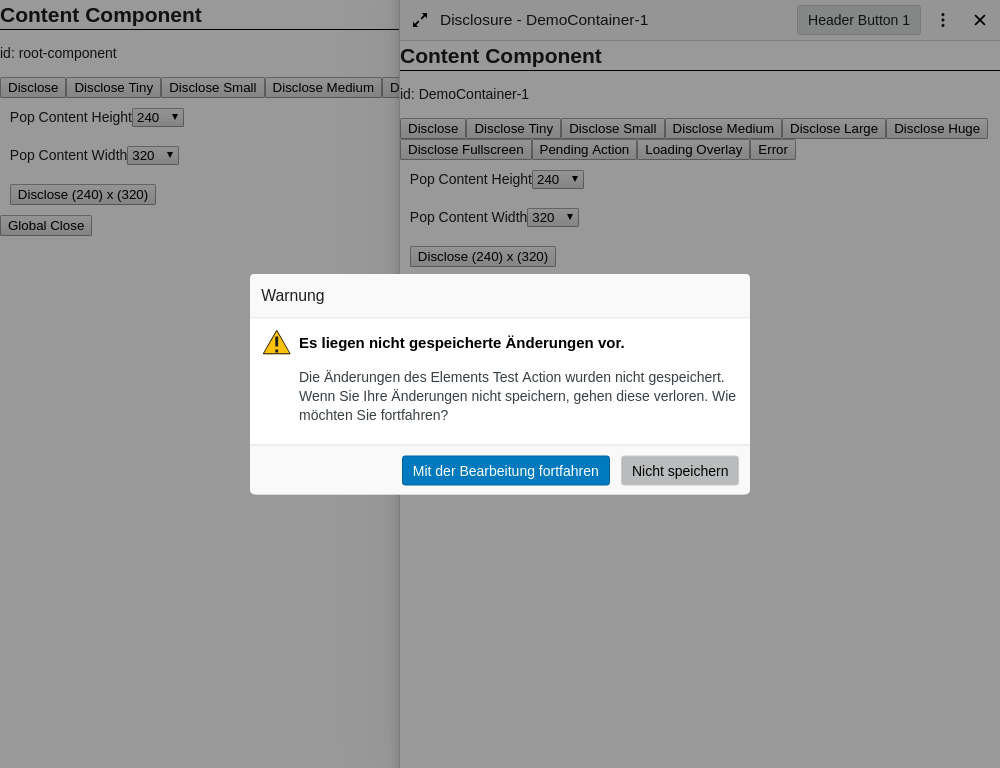 Content Component
id: root-component
Disclose Disclose Tiny Disclose Small Disclose Medium D
Pop Content Height 240
Pop Content Width 320
Disclose (240) x (320)
Global Close
Disclosure - DemoContainer-1 Header Button 1
Content Component
id: DemoContainer-1
Disclose Disclose Tiny Disclose Small Disclose Medium Disclose Large Disclose Huge
Disclose Fullscreen Pending Action Loading Overlay Error
Pop Content Height 240
Pop Content Width 320
Disclose (240) x (320)
Warnung
Es liegen nicht gespeicherte Änderungen vor.
Die Änderungen des Elements Test Action wurden nicht gespeichert.
Wenn Sie Ihre Änderungen nicht speichern, gehen diese verloren. Wie
möchten Sie fortfahren?
Mit der Bearbeitung fortfahren Nicht speichern